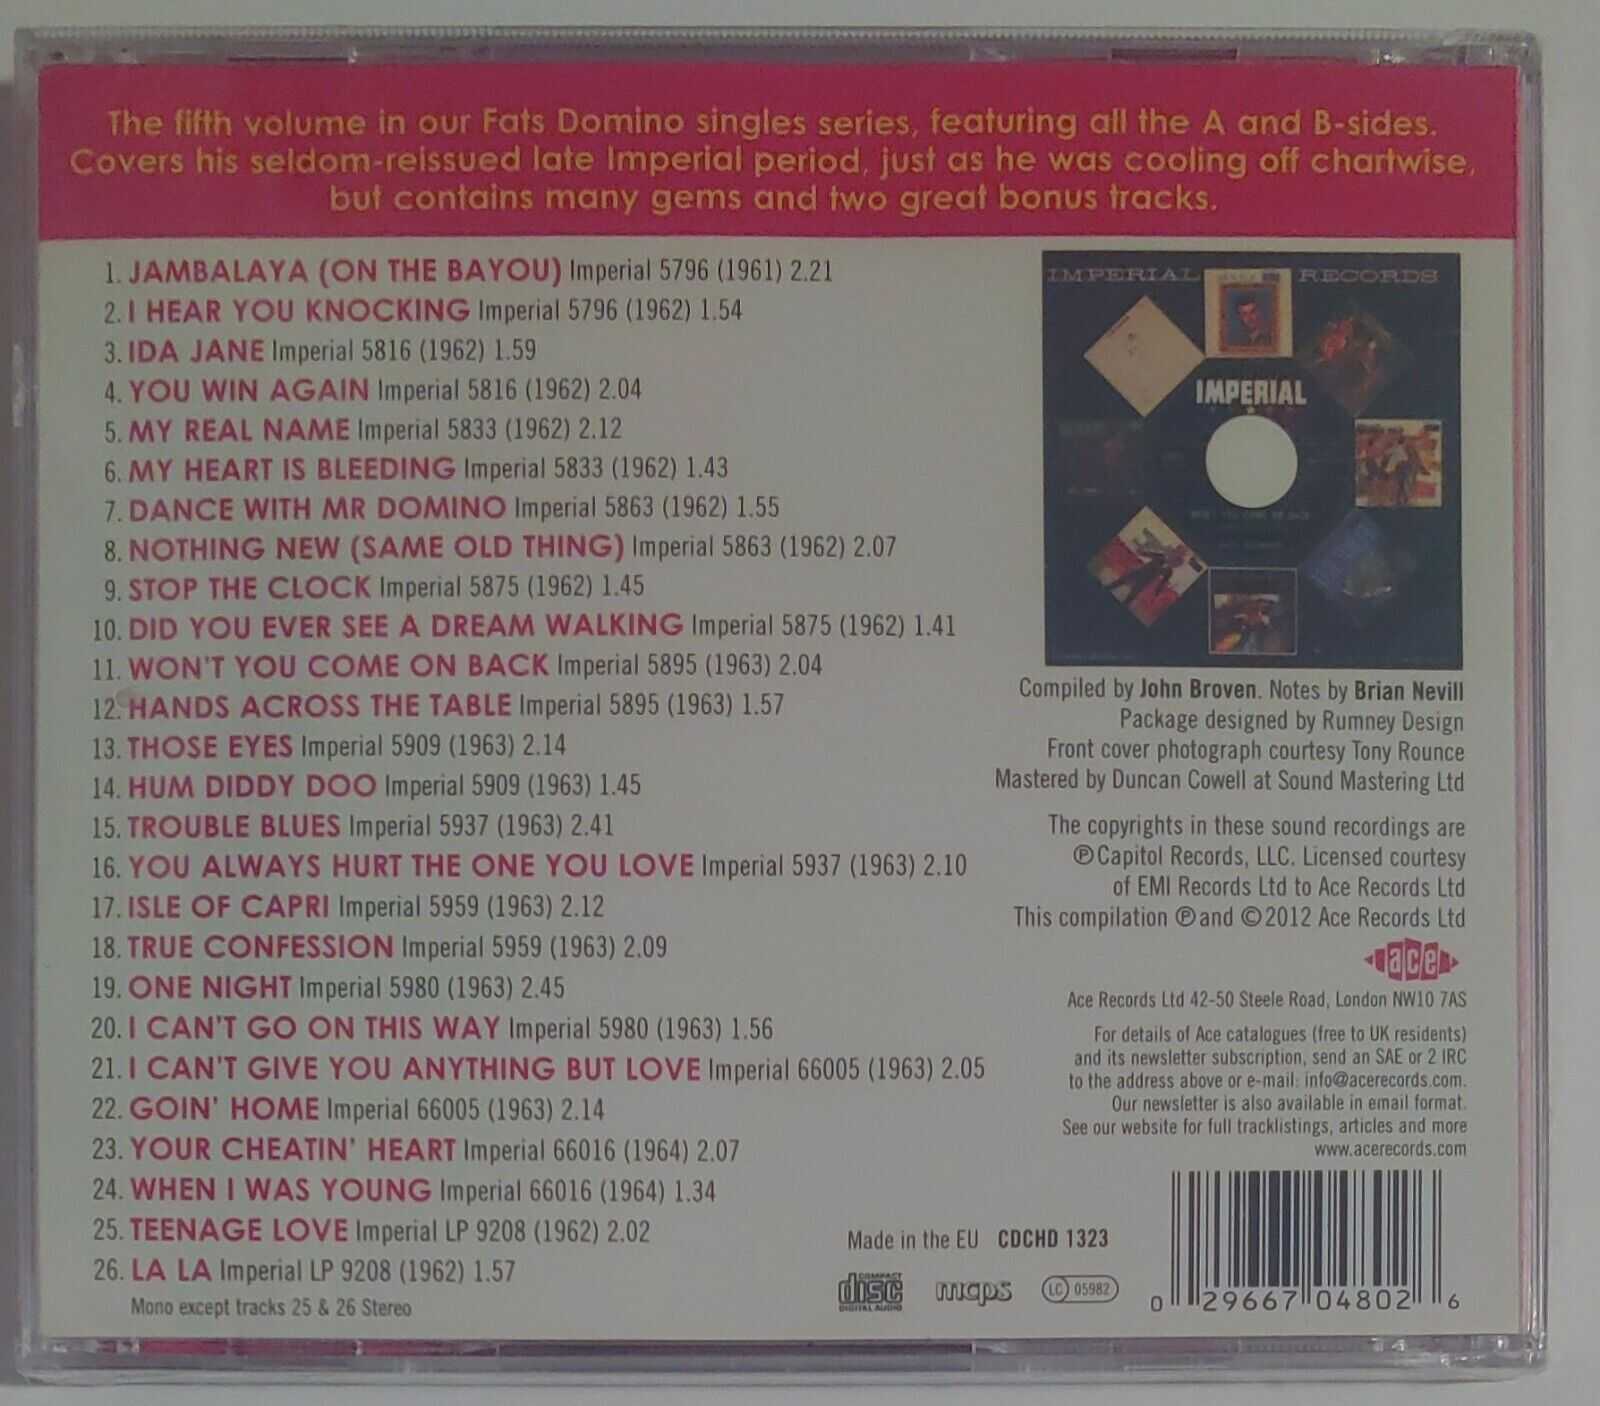 The fifth volume in our Fats Domino singles series, featuring all the A and B-sides.
Covers his seldom-reissued late Imperial period, just as he was cooling off chartwise,
but contains many gems and two great bonus tracks.
1. JAMBALAYA (ON THE BAYOU) Imperial 5796 (1961) 2.21
2. I HEAR YOU KNOCKING Imperial 5796 (1962) 1.54
3. IDA JANE Imperial 5816 (1962) 1.59
4. YOU WIN AGAIN Imperial 5816 (1962) 2.04
5. MY REAL NAME Imperial 5833 (1962) 2.12
6. MY HEART IS BLEEDING Imperial 5833 (1962) 1.43
7. DANCE WITH MR DOMINO Imperial 5863 (1962) 1.55
8. NOTHING NEW (SAME OLD THING) Imperial 5863 (1962) 2.07
9. STOP THE CLOCK Imperial 5875 (1962) 1.45
10. DID YOU EVER SEE A DREAM WALKING Imperial 5875 (1962) 1.41
11. WON'T YOU COME ON BACK Imperial 5895 (1963) 2.04
12. HANDS ACROSS THE TABLE Imperial 5895 (1963) 1.57
13. THOSE EYES Imperial 5909 (1963) 2.14
14. HUM DIDDY DOO Imperial 5909 (1963) 1.45
15. TROUBLE BLUES Imperial 5937 (1963) 2.41
16. YOU ALWAYS HURT THE ONE YOU LOVE Imperial 5937 (1963) 2.10
17. ISLE OF CAPRI Imperial 5959 (1963) 2.12
18. TRUE CONFESSION Imperial 5959 (1963) 2.09
19. ONE NIGHT Imperial 5980 (1963) 2.45
20. I CAN'T GO ON THIS WAY Imperial 5980 (1963) 1.56
21. I CAN'T GIVE YOU ANYTHING BUT LOVE Imperial 66005 (1963) 2.05
22. GOIN' HOME Imperial 66005 (1963) 2.14
23. YOUR CHEATIN' HEART Imperial 66016 (1964) 2.07
24. WHEN I WAS YOUNG Imperial 66016 (1964) 1.34
25. TEENAGE LOVE Imperial LP 9208 (1962) 2.02
26. LA LA Imperial LP 9208 (1962) 1.57
Mono except tracks 25 & 26 Stereo
IMPERIAL RECORDS
IMPERIAL
Compiled by John Broven. Notes by Brian Nevill
Package designed by Rumney Design
Front cover photograph courtesy Tony Rounce
Mastered by Duncan Cowell at Sound Mastering Ltd
The copyrights in these sound recordings are
℗ Capitol Records, LLC. Licensed courtesy
of EMI Records Ltd to Ace Records Ltd
This compilation ℗ and © 2012 Ace Records Ltd
ace
Ace Records Ltd 42-50 Steele Road, London NW10 7AS
For details of Ace catalogues (free to UK residents)
and its newsletter subscription, send an SAE or 2 IRC
to the address above or e-mail: info@acerecords.com.
Our newsletter is also available in email format.
See our website for full tracklistings, articles and more
www.acerecords.com
Made in the EU CDCHD 1323
COMPACT
disc
DIGITAL AUDIO
mcps
LC 05982
0 29667 04802 6